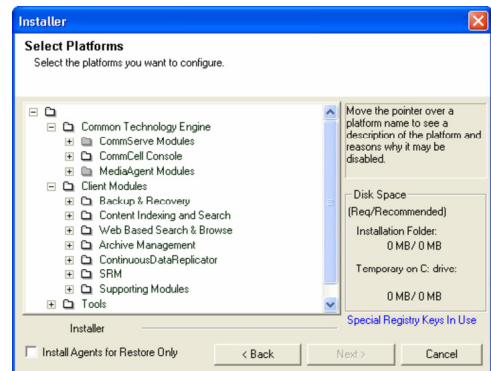 Installer
Select Platforms
Select the platforms you want to configure.
Common Technology Engine
CommServe Modules
CommCell Console
MediaAgent Modules
Client Modules
Backup & Recovery
Content Indexing and Search
Web Based Search & Browse
Archive Management
ContinuousDataReplicator
SRM
Supporting Modules
Tools
Move the pointer over a
platform name to see a
description of the platform and
reasons why it may be
disabled.
Disk Space
(Req/Recommended)
Installation Folder:
0 MB/ 0 MB
Temporary on C: drive:
0 MB/ 0 MB
Special Registry Keys In Use
Installer
Install Agents for Restore Only
< Back
Next >
Cancel